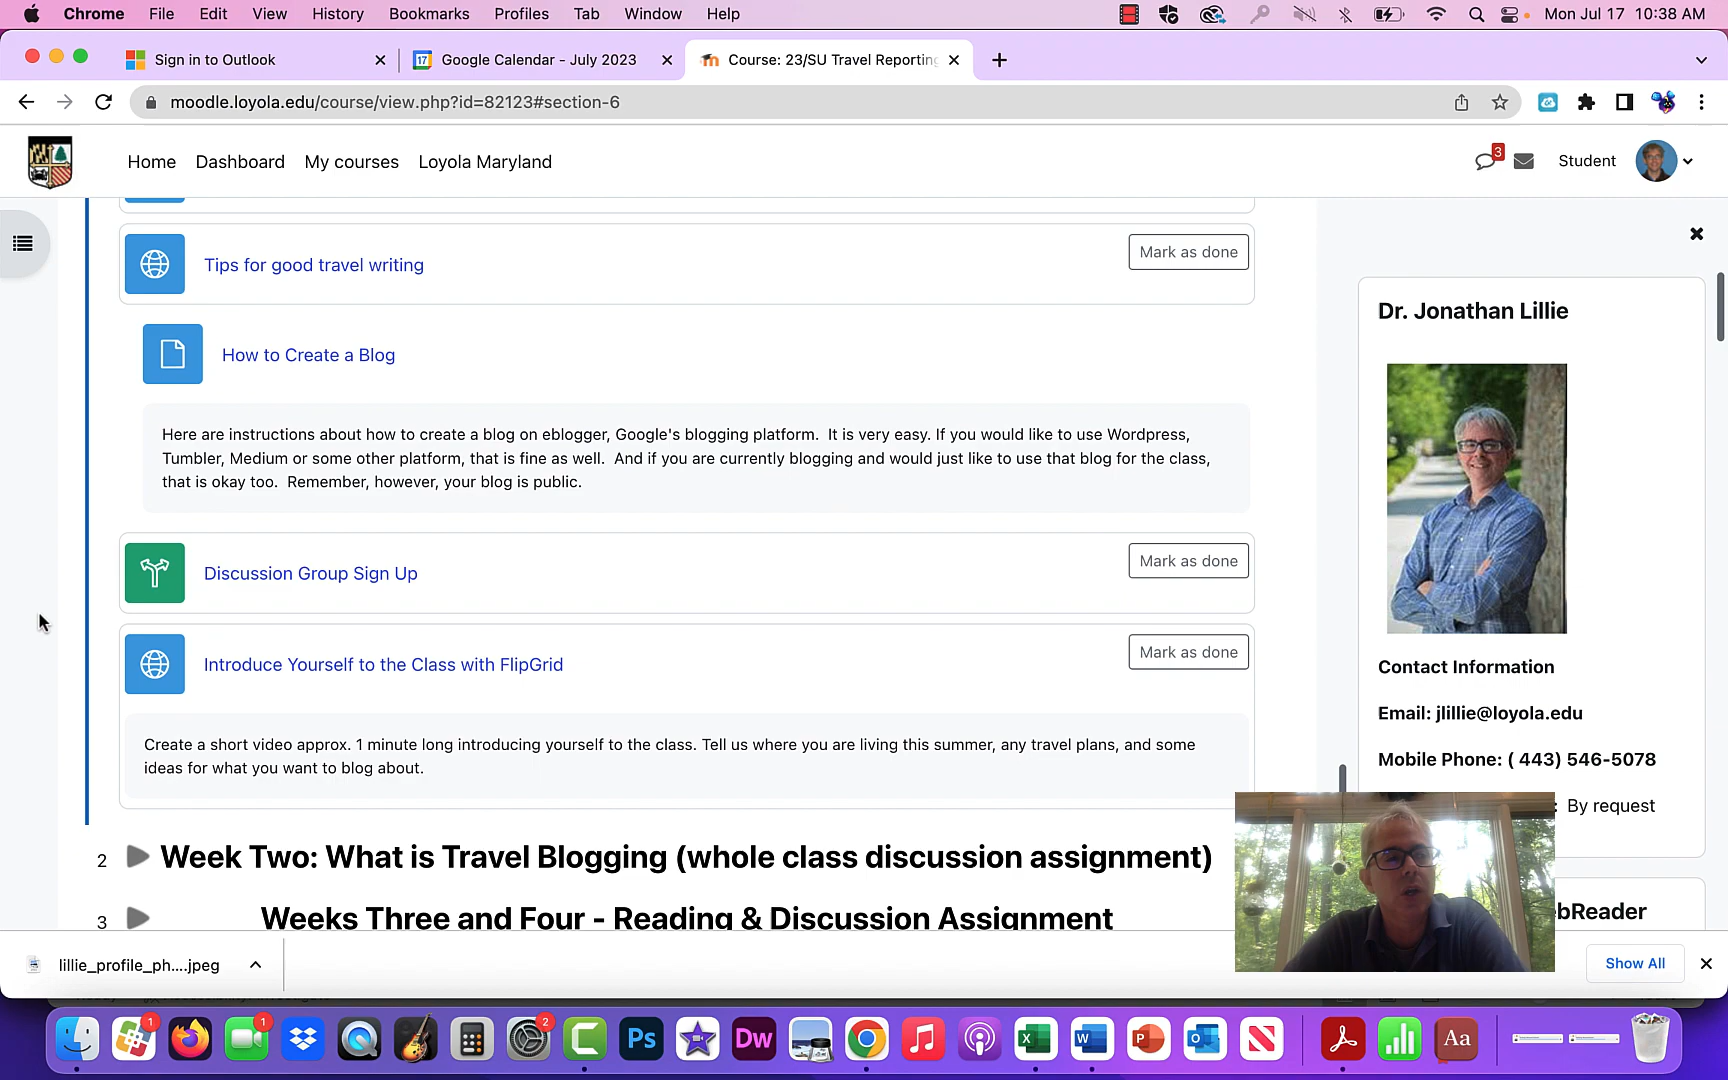 Chrome File Edit View History Bookmarks Profiles Tab Window Help Mon Jul 17 10:38 AM
Sign in to Outlook
Google Calendar - July 2023
Course: 23/SU Travel Reporting
moodle.loyola.edu/course/view.php?id=82123#section-6
Home Dashboard My courses Loyola Maryland 3 Student
Tips for good travel writing
Mark as done
How to Create a Blog
Here are instructions about how to create a blog on eblogger, Google's blogging platform. It is very easy. If you would like to use Wordpress,
Tumbler, Medium or some other platform, that is fine as well. And if you are currently blogging and would just like to use that blog for the class,
that is okay too. Remember, however, your blog is public.
Discussion Group Sign Up
Mark as done
Introduce Yourself to the Class with FlipGrid
Mark as done
Create a short video approx. 1 minute long introducing yourself to the class. Tell us where you are living this summer, any travel plans, and some
ideas for what you want to blog about.
2 Week Two: What is Travel Blogging (whole class discussion assignment)
3 Weeks Three and Four - Reading & Discussion Assignment
Dr. Jonathan Lillie
Contact Information
Email: jlillie@loyola.edu
Mobile Phone: ( 443) 546-5078
: By request
bReader
lillie_profile_ph....jpeg
Show All
1
1
2
Ps
Dw
X
W
P
O
Aa
17